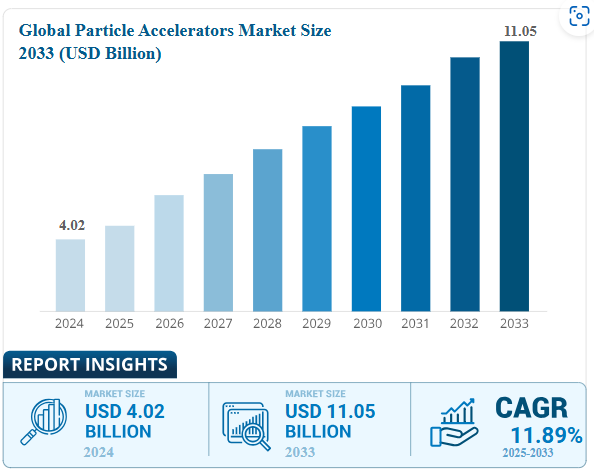 Global Particle Accelerators Market Size
2033 (USD Billion)
11.05
4.02
2024 2025 2026 2027 2028 2029 2030 2031 2032 2033
REPORT INSIGHTS
MARKET SIZE
USD 4.02
BILLION
2024
MARKET SIZE
USD 11.05
BILLION
2033
CAGR
11.89%
2025-2033